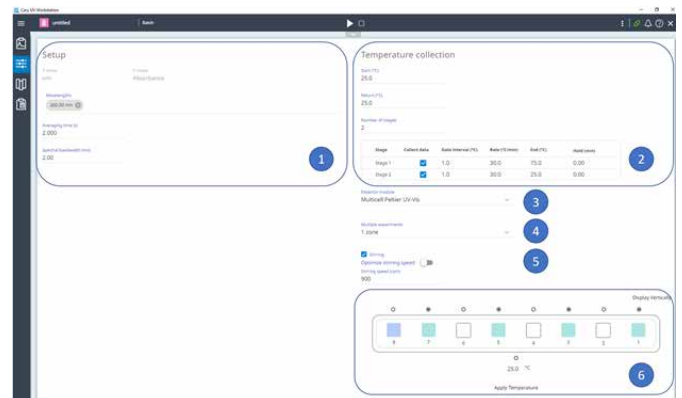 Cary UV Workstation
untitled
Batch
Setup
Y mode
Absorbance
Wavelengths
260.00 nm
Averaging time (s)
2.000
Spectral bandwidth (nm)
2.00
1
Temperature collection
Start (°C)
25.0
Return (°C)
25.0
Number of stages
2
Stage Collect data Data interval (°C) Rate (°C/min) End (°C) Hold (min)
Stage 1 1.0 30.0 75.0 0.00
Stage 2 1.0 30.0 25.0 0.00
2
Multicell Peltier UV-Vis
3
Multiple experiments
1 zone
4
Stirring
Optimize stirring speed
5
Stirring speed (rpm)
900
Display Vertically
8 7 6 5 4 3 2 1
25.0 °C
6
Apply Temperature